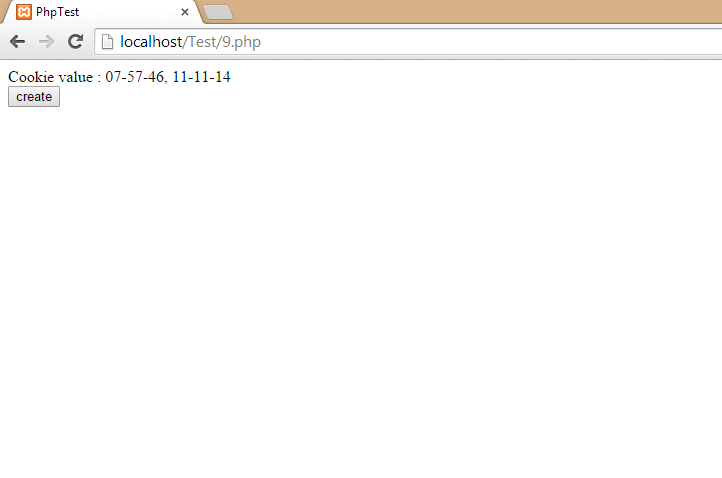 PhpTest
localhost/Test/9.php
Cookie value : 07-57-46, 11-11-14
create